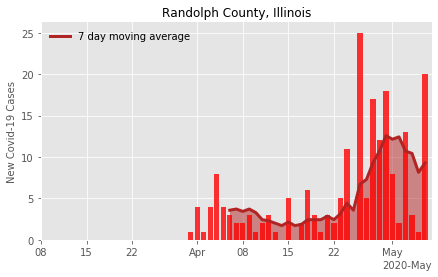 Randolph County, Illinois
7 day moving average
New Covid-19 Cases
25
20
15
10
5
0
08 15 22 Apr 08 15 22 May
2020-May